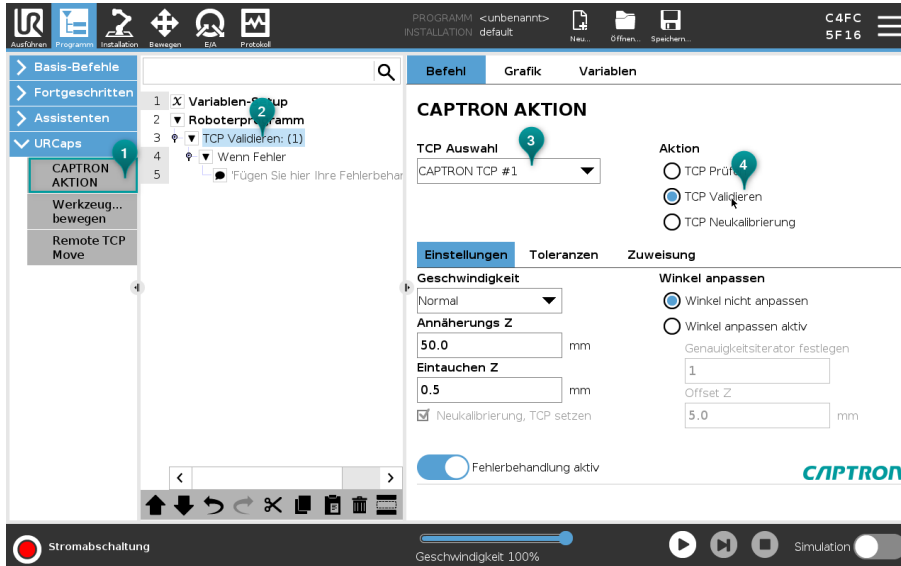 UR
Ausführen
Programm
Installation
Bewegen
E/A
Protokoll
PROGRAMM <unbenannt>
INSTALLATION default
Neu...
Öffnen...
Speichern...
C4FC
5F16
Basis-Befehle
Fortgeschritten
Assistenten
URCaps
1
CAPTRON
AKTION
Werkzeug...
bewegen
Remote TCP
Move
1 X Variablen-Setup
2
2 Roboterprogramm
3 TCP Validieren: (1)
4 Wenn Fehler
5 'Fügen Sie hier Ihre Fehlerbehar
Befehl Grafik Variablen
CAPTRON AKTION
TCP Auswahl
3
CAPTRON TCP #1
Aktion
4
TCP Prüf
TCP Validieren
TCP Neukalibrierung
Einstellungen Toleranzen Zuweisung
Geschwindigkeit
Normal
Annäherungs Z
50.0 mm
Eintauchen Z
0.5 mm
Neukalibrierung, TCP setzen
Winkel anpassen
Winkel nicht anpassen
Winkel anpassen aktiv
Genauigkeitsiterator festlegen
1
Offset Z
5.0 mm
Fehlerbehandlung aktiv
CAPTRON
Stromabschaltung
Geschwindigkeit 100%
Simulation